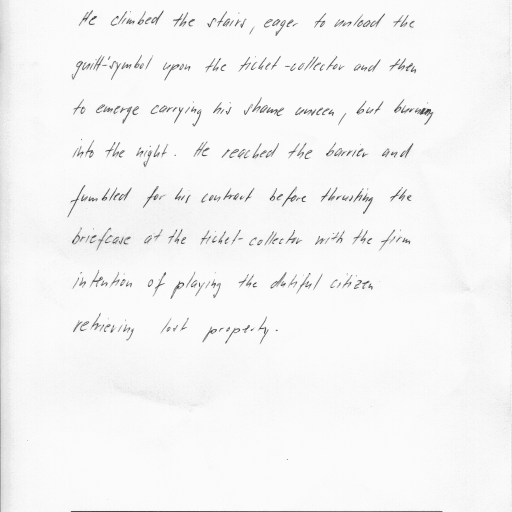 He climbed the stairs, eager to unload the
guilt-symbol upon the ticket-collector and then
to emerge carrying his shame unseen, but burning
into the night. He reached the barrier and
fumbled for his contract before thrusting the
briefcase at the ticket-collector with the firm
intention of playing the dutiful citizen
retrieving lost property.